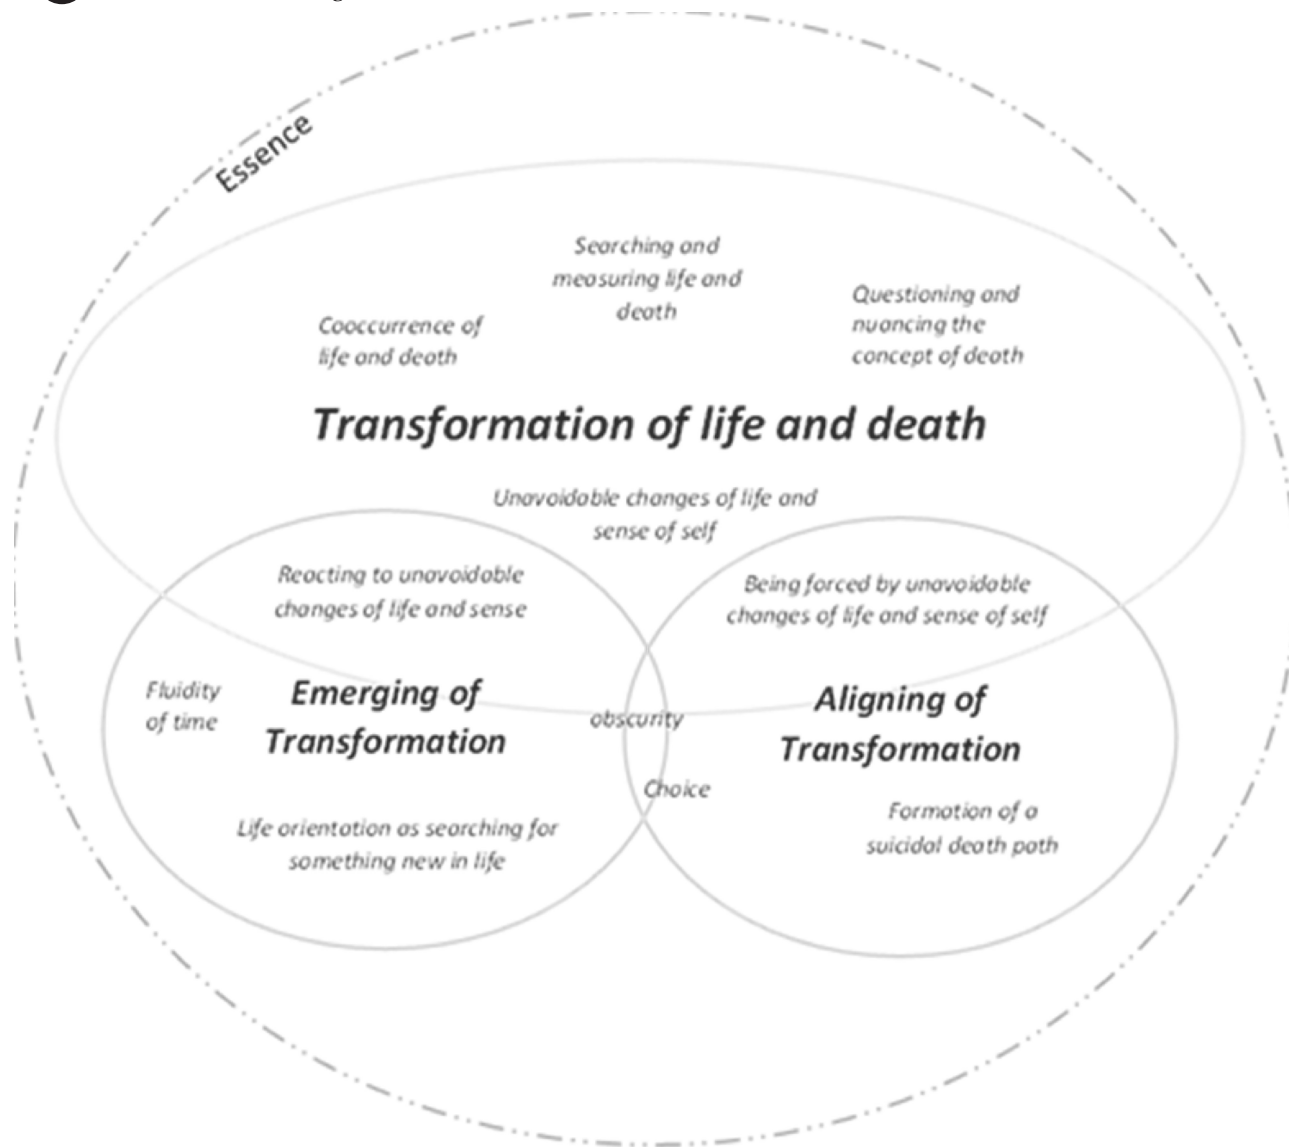 Essence
Searching and
measuring life and
death
Questioning and
nuancing the
concept of death
Cooccurrence of
life and death
Transformation of life and death
Unavoidable changes of life and
sense of self
Reacting to unavoidable
changes of life and sense
Being forced by unavoidable
changes of life and sense of self
Fluidity
of time
Emerging of
Transformation
obscurity
Aligning of
Transformation
Choice
Life orientation as searching for
something new in life
Formation of a
suicidal death path